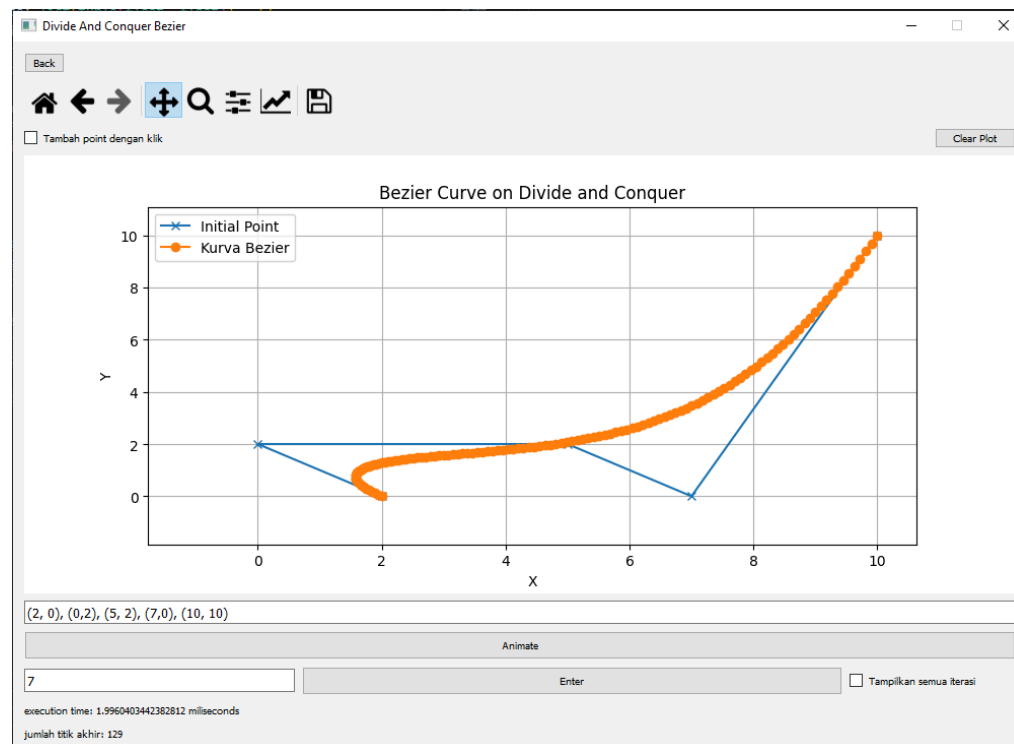 Divide And Conquer Bezier
Back
Tambah point dengan klik
Clear Plot
Bezier Curve on Divide and Conquer
Initial Point
Kurva Bezier
10
8
6
4
2
0
Y
0 2 4 6 8 10
X
(2, 0), (0,2), (5, 2), (7,0), (10, 10)
Animate
7
Enter
Tampilkan semua iterasi
execution time: 1.9960403442382812 miliseconds
jumlah titik akhir: 129